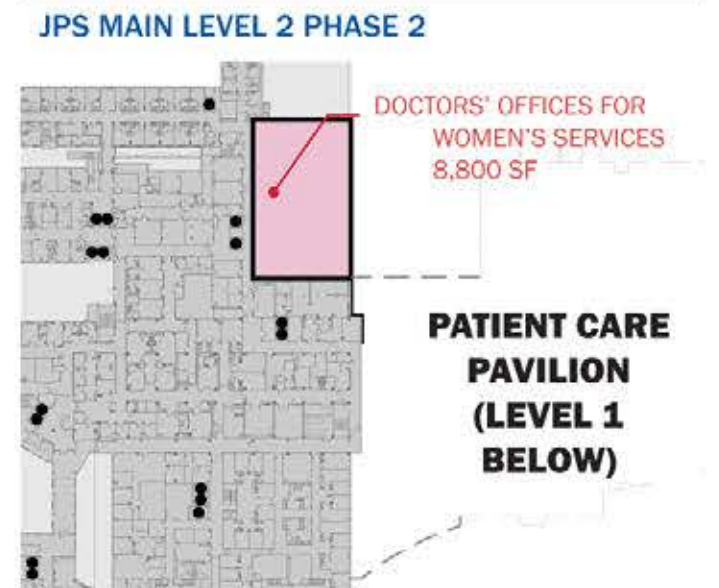 JPS MAIN LEVEL 2 PHASE 2
DOCTORS' OFFICES FOR
WOMEN'S SERVICES
8,800 SF
PATIENT CARE
PAVILION
(LEVEL 1
BELOW)